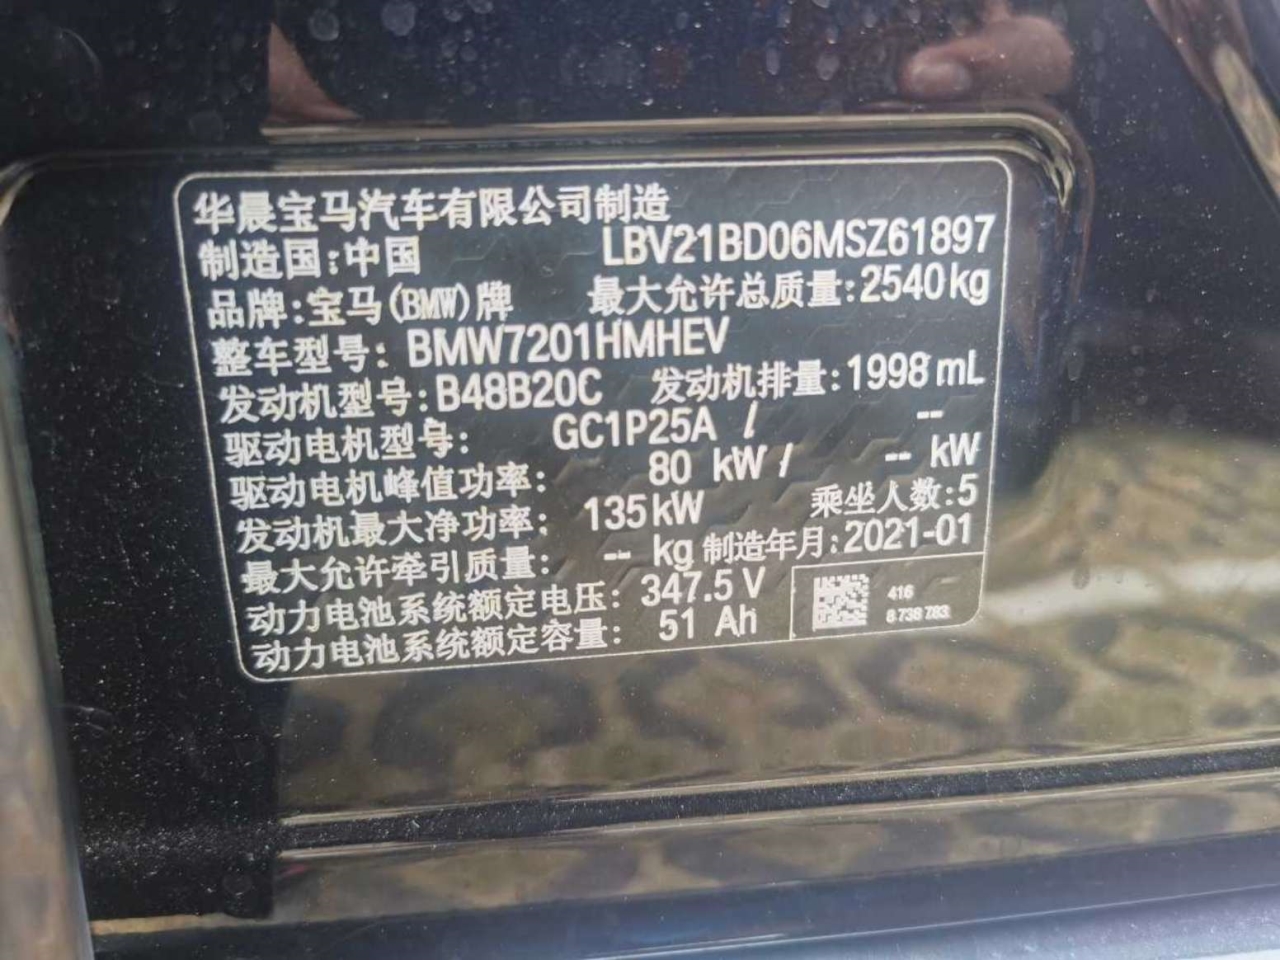 华晨宝马汽车有限公司制造
制造国:中国 LBV21BD06MSZ61897
品牌:宝马(BMW)牌 最大允许总质量:2540kg
整车型号: BMW7201HMHEV
发动机型号:B48B20C 发动机排量:1998 mL
驱动电机型号: GC1P25A / --
驱动电机峰值功率: 80 kW / -- kW
发动机最大净功率: 135kW 乘坐人数:5
最大允许牵引质量: -- kg 制造年月:2021-01
动力电池系统额定电压: 347.5 V
动力电池系统额定容量: 51 Ah
416 --
8 738 783